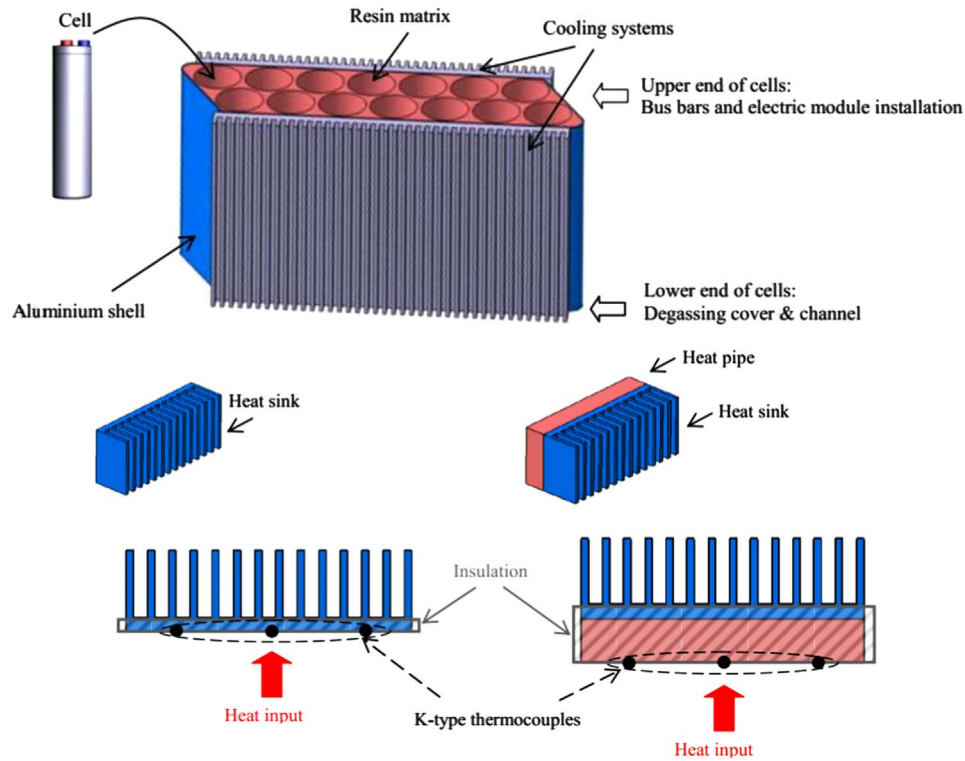 Cell
Resin matrix
Cooling systems
Upper end of cells:
Bus bars and electric module installation
Aluminium shell
Lower end of cells:
Degassing cover & channel
Heat pipe
Heat sink
Heat sink
Insulation
Heat input
K-type thermocouples
Heat input